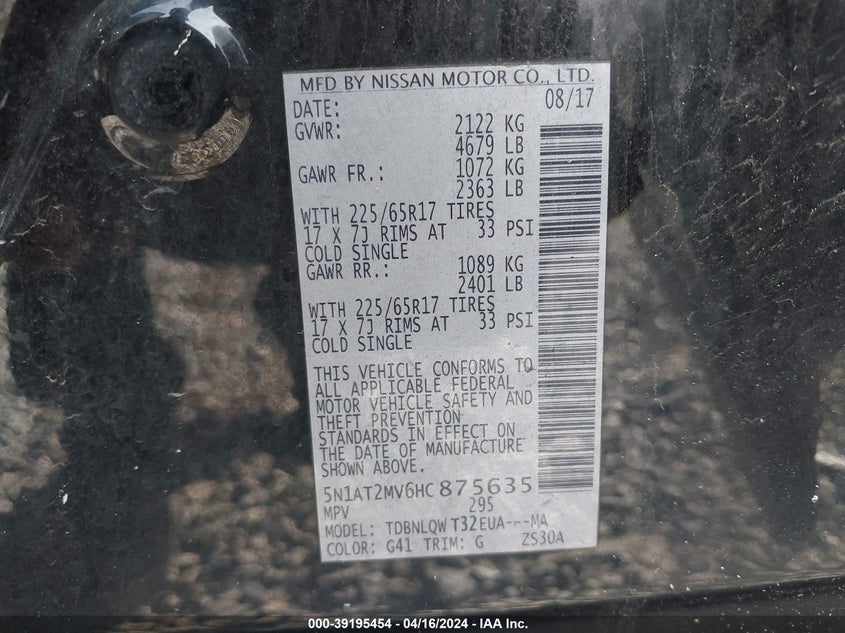 MFD BY NISSAN MOTOR CO., LTD.
DATE: 08/17
GVWR: 2122 KG
4679 LB
GAWR FR.: 1072 KG
2363 LB
WITH 225/65R17 TIRES
17 X 7J RIMS AT 33 PSI
COLD SINGLE
GAWR RR.: 1089 KG
2401 LB
WITH 225/65R17 TIRES
17 X 7J RIMS AT 33 PSI
COLD SINGLE
THIS VEHICLE CONFORMS TO
ALL APPLICABLE FEDERAL
MOTOR VEHICLE SAFETY AND
THEFT PREVENTION
STANDARDS IN EFFECT ON
THE DATE OF MANUFACTURE
SHOWN ABOVE.
5N1AT2MV6HC875635
MPV 295
MODEL: TDBNLQW T32EUA---MA
COLOR: G41 TRIM: G ZS30A
000-39195454 - 04/16/2024 - IAA Inc.